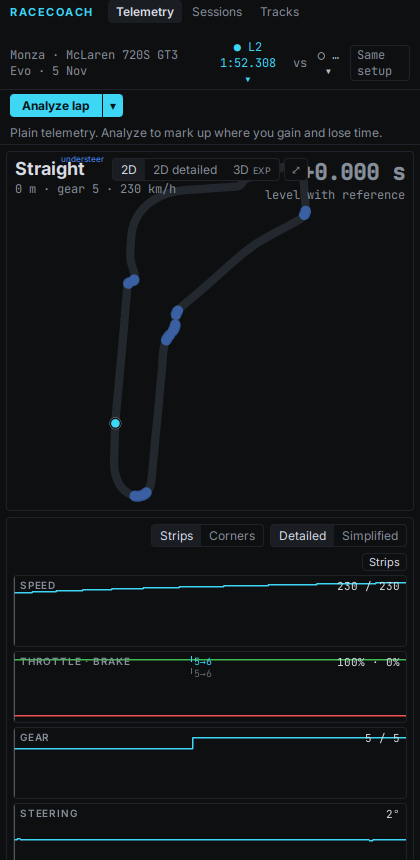 RACECOACH Telemetry Sessions Tracks
Monza · McLaren 720S GT3 Evo · 5 Nov
● L2 1:52.308 ▾
vs
○ … ▾
Same setup
Analyze lap ▾
Plain telemetry. Analyze to mark up where you gain and lose time.
understeer
Straight
2D 2D detailed 3D EXP ⤢
+0.000 s
0 m · gear 5 · 230 km/h
level with reference
Strips Corners Detailed Simplified
Strips
SPEED 230 / 230
THROTTLE · BRAKE 5→6 100% · 0%
5→6
GEAR 5 / 5
STEERING 2°